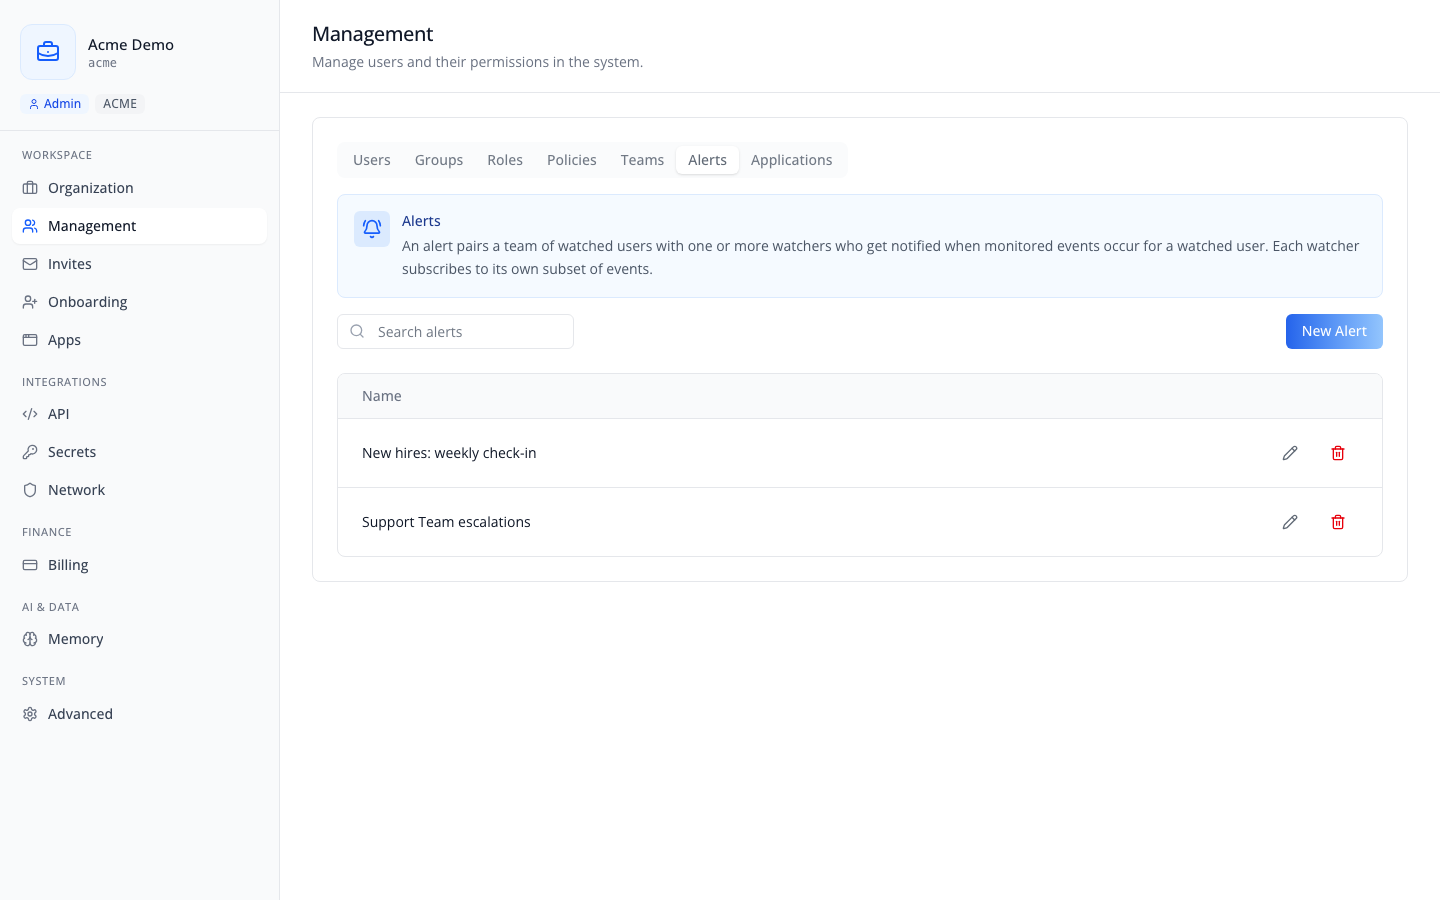 Acme Demo
acme
Admin
ACME
WORKSPACE
Organization
Management
Invites
Onboarding
Apps
INTEGRATIONS
API
Secrets
Network
FINANCE
Billing
AI & DATA
Memory
SYSTEM
Advanced
Management
Manage users and their permissions in the system.
Users
Groups
Roles
Policies
Teams
Alerts
Applications
Alerts
An alert pairs a team of watched users with one or more watchers who get notified when monitored events occur for a watched user. Each watcher
subscribes to its own subset of events.
Search alerts
New Alert
Name
New hires: weekly check-in
Support Team escalations